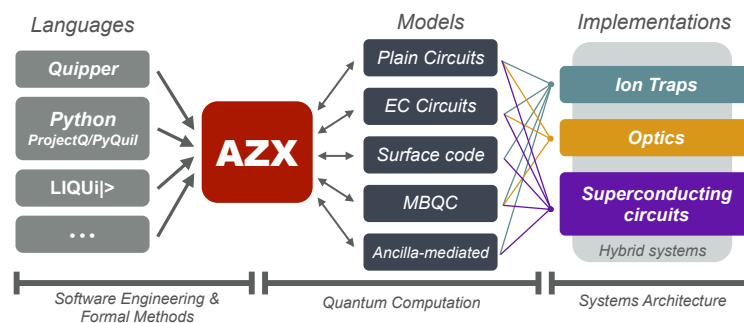 Languages
Models
Implementations
Quipper
Python
ProjectQ/PyQuil
LIQUi|>
...
AZX
Plain Circuits
EC Circuits
Surface code
MBQC
Ancilla-mediated
Ion Traps
Optics
Superconducting
circuits
Hybrid systems
Software Engineering &
Formal Methods
Quantum Computation
Systems Architecture